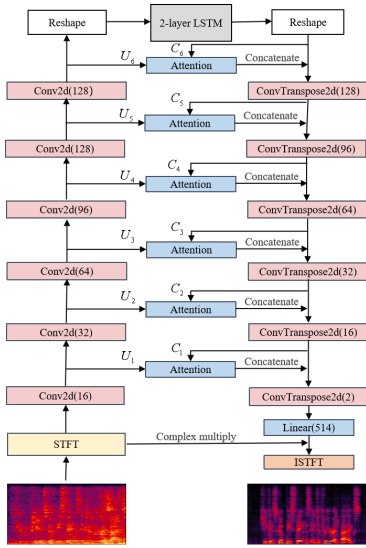 Reshape
2-layer LSTM
Reshape
U6
C6
Attention
Concatenate
Conv2d(128)
ConvTranspose2d(128)
U5
C5
Attention
Concatenate
Conv2d(128)
ConvTranspose2d(96)
U4
C4
Attention
Concatenate
Conv2d(96)
ConvTranspose2d(64)
U3
C3
Attention
Concatenate
Conv2d(64)
ConvTranspose2d(32)
U2
C2
Attention
Concatenate
Conv2d(32)
ConvTranspose2d(16)
U1
C1
Attention
Concatenate
Conv2d(16)
ConvTranspose2d(2)
Linear(514)
STFT
Complex multiply
ISTFT